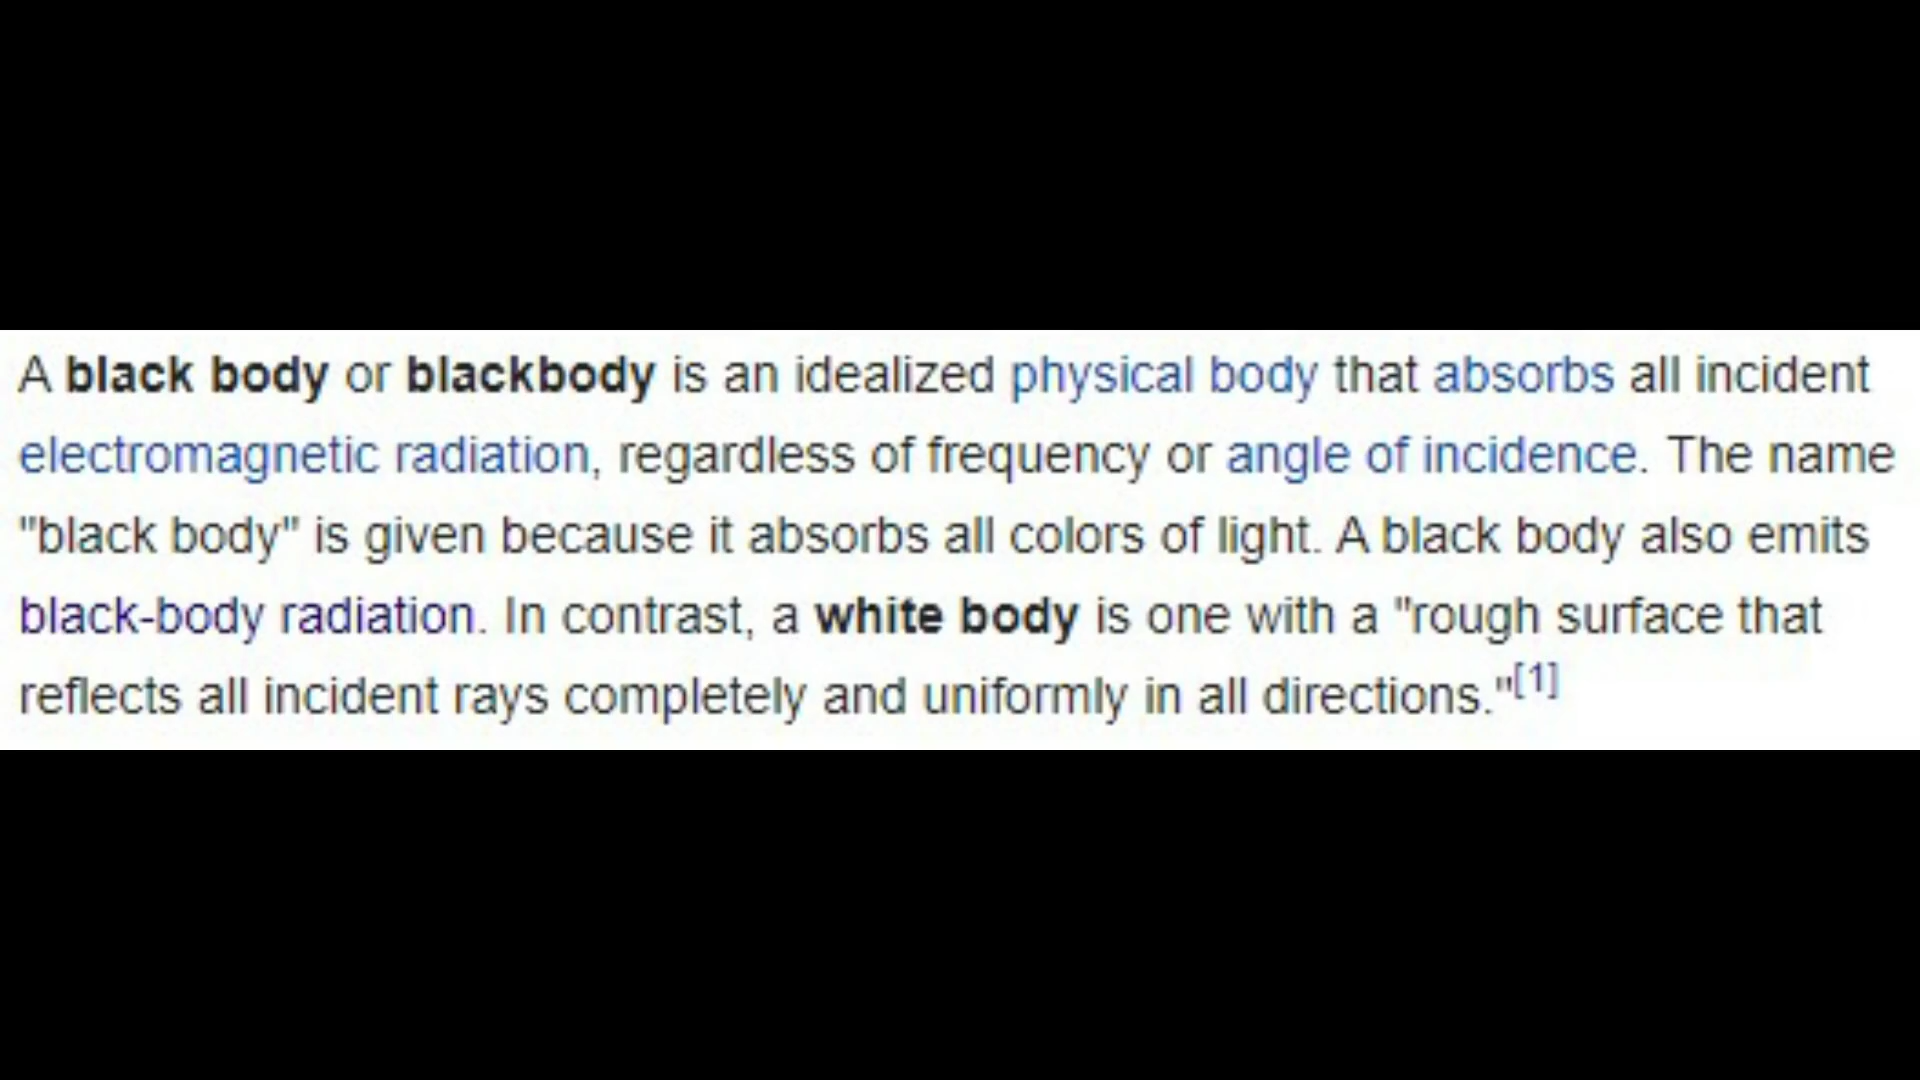 A black body or blackbody is an idealized physical body that absorbs all incident
electromagnetic radiation, regardless of frequency or angle of incidence. The name
"black body" is given because it absorbs all colors of light. A black body also emits
black-body radiation. In contrast, a white body is one with a "rough surface that
reflects all incident rays completely and uniformly in all directions."[1]